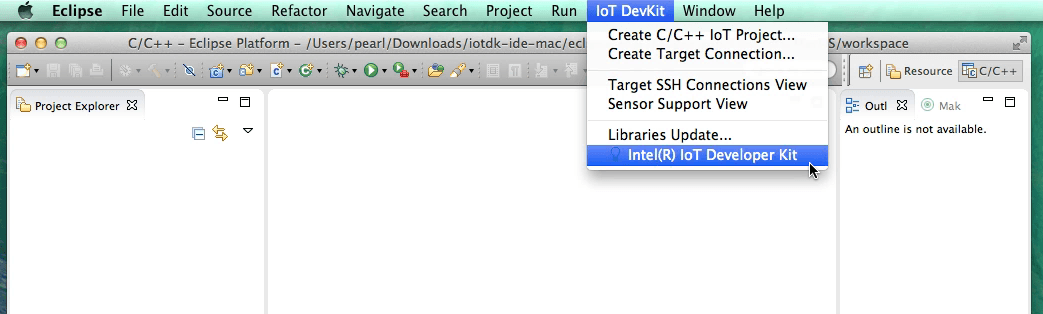 Eclipse File Edit Source Refactor Navigate Search Project Run IoT DevKit Window Help
C/C++ – Eclipse Platform – /Users/pearl/Downloads/iotdk-ide-mac/ecl S/workspace
Create C/C++ IoT Project...
Create Target Connection...
Target SSH Connections View
Sensor Support View
Libraries Update...
Intel(R) IoT Developer Kit
Resource C/C++
Project Explorer
Outl Mak
An outline is not available.